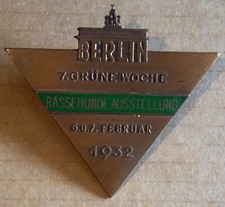 BERLIN
7. GRÜNE WOCHE
RASSEHUNDE AUSSTELLUNG
6.u.7. FEBRUAR
1932